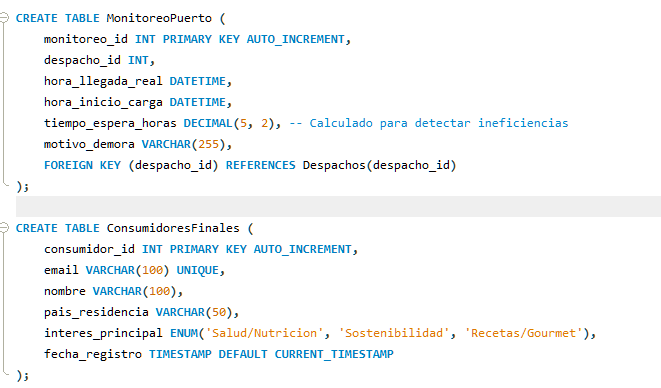 CREATE TABLE MonitoreoPuerto (
    monitoreo_id INT PRIMARY KEY AUTO_INCREMENT,
    despacho_id INT,
    hora_llegada_real DATETIME,
    hora_inicio_carga DATETIME,
    tiempo_espera_horas DECIMAL(5, 2), -- Calculado para detectar ineficiencias
    motivo_demora VARCHAR(255),
    FOREIGN KEY (despacho_id) REFERENCES Despachos(despacho_id)
);
CREATE TABLE ConsumidoresFinales (
    consumidor_id INT PRIMARY KEY AUTO_INCREMENT,
    email VARCHAR(100) UNIQUE,
    nombre VARCHAR(100),
    pais_residencia VARCHAR(50),
    interes_principal ENUM('Salud/Nutricion', 'Sostenibilidad', 'Recetas/Gourmet'),
    fecha_registro TIMESTAMP DEFAULT CURRENT_TIMESTAMP
);